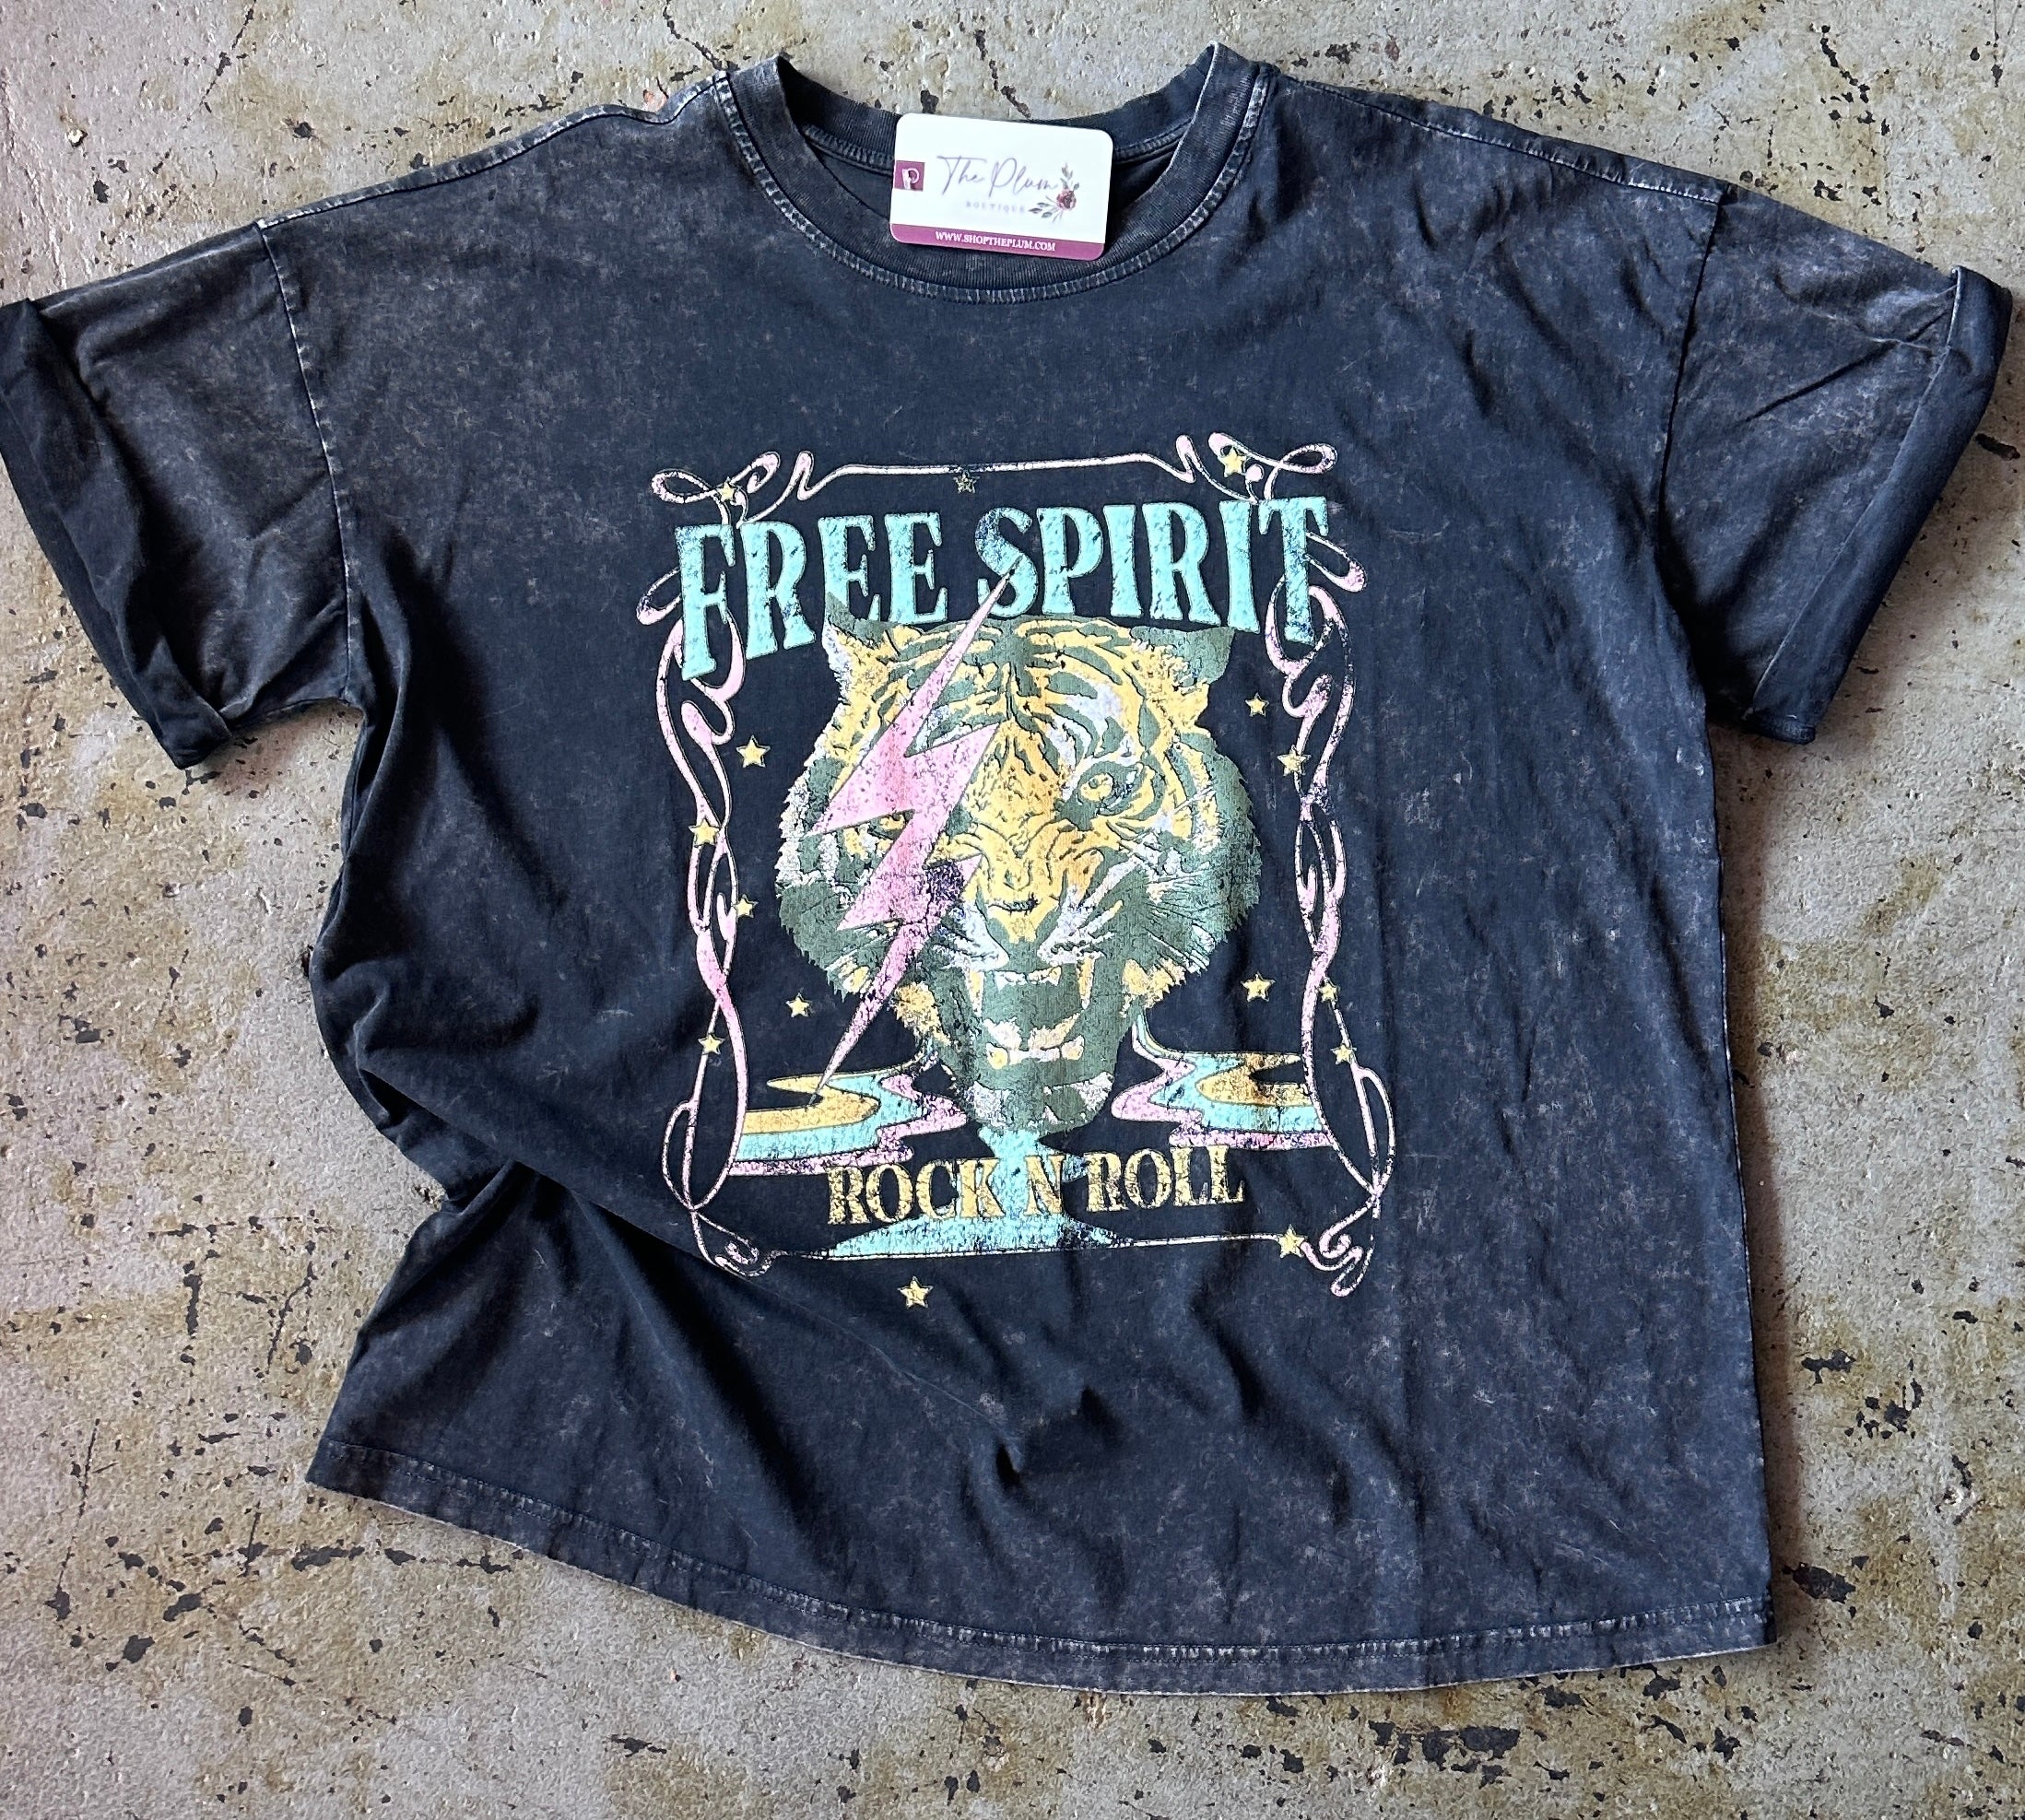 The Plum
BOUTIQUE
WWW.SHOPTHEPLUM.COM
FREE SPIRIT
ROCK N ROLL